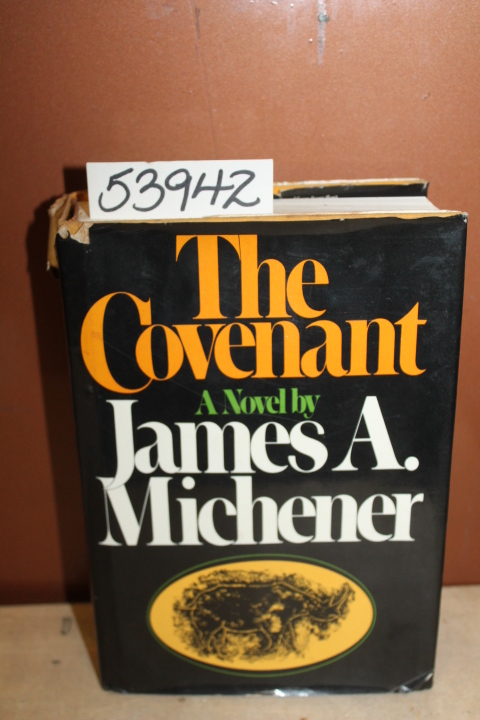 53942
The
Covenant
A Novel by
James A.
Michener